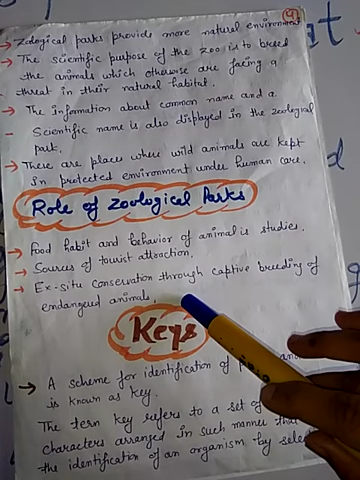 (4)
→ Zoological parks provide more natural environment
→ The scientific purpose of the zoo is to breed
the animals which otherwise are facing a
threat in their natural habitat.
→ The information about common name and a
- Scientific name is also displayed in the zoological
park.
→ These are places where wild animals are kept
in protected environment under human care.
Role of Zoological Parks
→ food habit and behavior of animal is studies.
→ Sources of tourist attraction.
→ Ex-situ conservation through captive breeding of
endangered animals.
Keys
→ A scheme for identification of
is known as key.
The tern key refers to a set of
characters arranged in such manner
the identification of an organism by